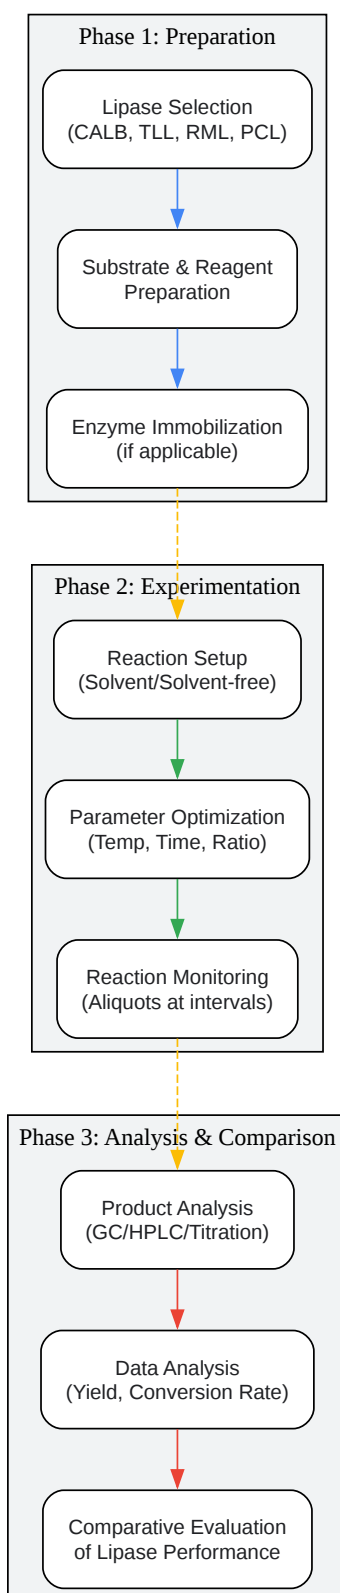 Phase 1: Preparation
Lipase Selection
(CALB, TLL, RML, PCL)
Substrate & Reagent
Preparation
Enzyme Immobilization
(if applicable)
Phase 2: Experimentation
Reaction Setup
(Solvent/Solvent-free)
Parameter Optimization
(Temp, Time, Ratio)
Reaction Monitoring
(Aliquots at intervals)
Phase 3: Analysis & Comparison
Product Analysis
(GC/HPLC/Titration)
Data Analysis
(Yield, Conversion Rate)
Comparative Evaluation
of Lipase Performance